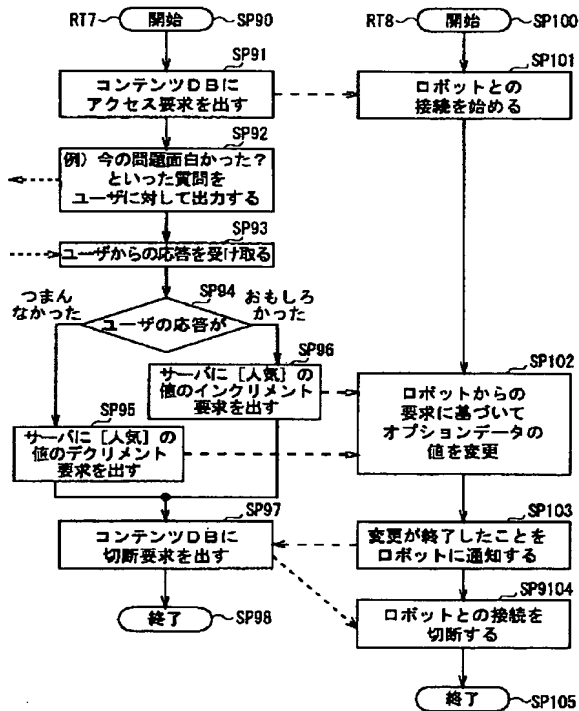 RT7 開始 SP90
SP91
コンテンツDBに
アクセス要求を出す
SP92
例）今の問題面白かった？
といった質問を
ユーザに対して出力する
SP93
ユーザからの応答を受け取る
つまん
なかった
SP94
ユーザの応答が
おもしろ
かった
SP96
サーバに［人気］の
値のインクリメント
要求を出す
SP95
サーバに［人気］の
値のデクリメント
要求を出す
SP97
コンテンツDBに
切断要求を出す
終了 SP98
RT8 開始 SP100
SP101
ロボットとの
接続を始める
SP102
ロボットからの
要求に基づいて
オプションデータの
値を変更
SP103
変更が終了したことを
ロボットに通知する
SP9104
ロボットとの接続を
切断する
終了 SP105